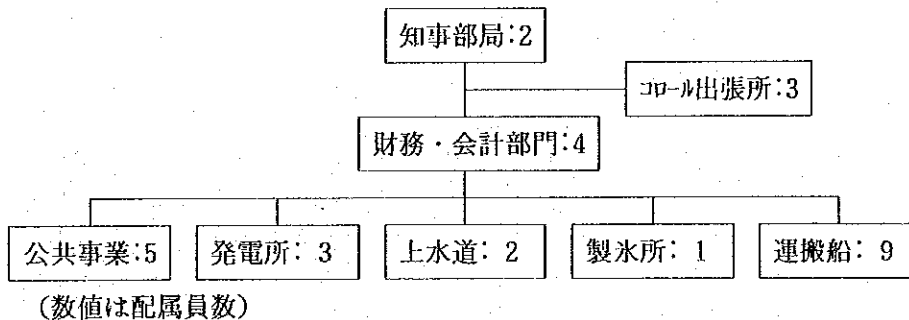 知事部局:2
コロール出張所:3
財務・会計部門:4
公共事業:5 発電所: 3 上水道: 2 製氷所: 1 運搬船: 9
(数値は配属員数)